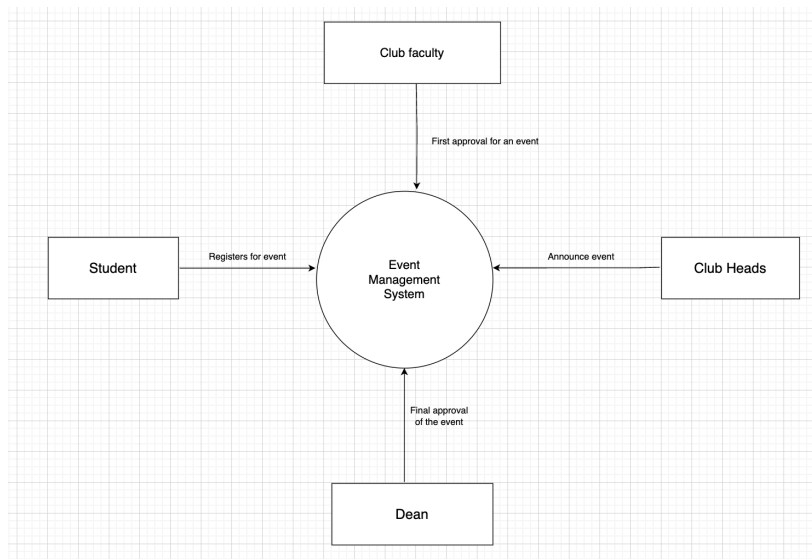 Club faculty
First approval for an event
Student
Registers for event
Event
Management
System
Announce event
Club Heads
Final approval
of the event
Dean